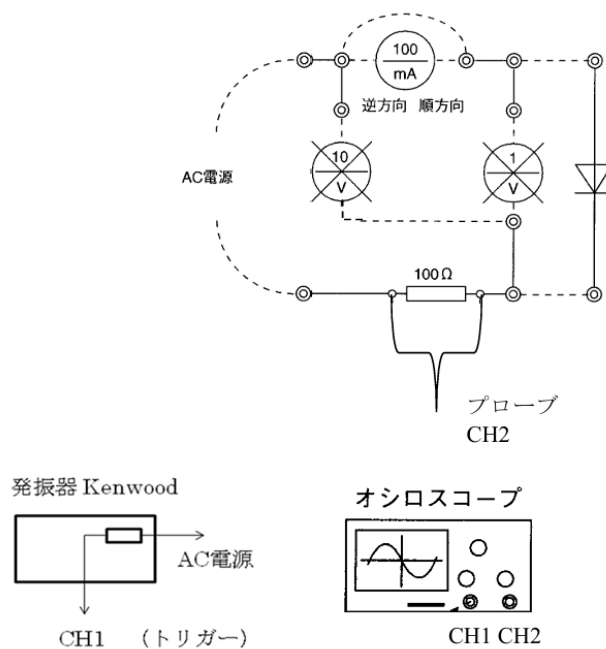 100
mA
逆方向 順方向
AC電源
10
V
1
V
100Ω
プローブ
CH2
発振器 Kenwood
AC電源
CH1 （トリガー）
オシロスコープ
CH1 CH2